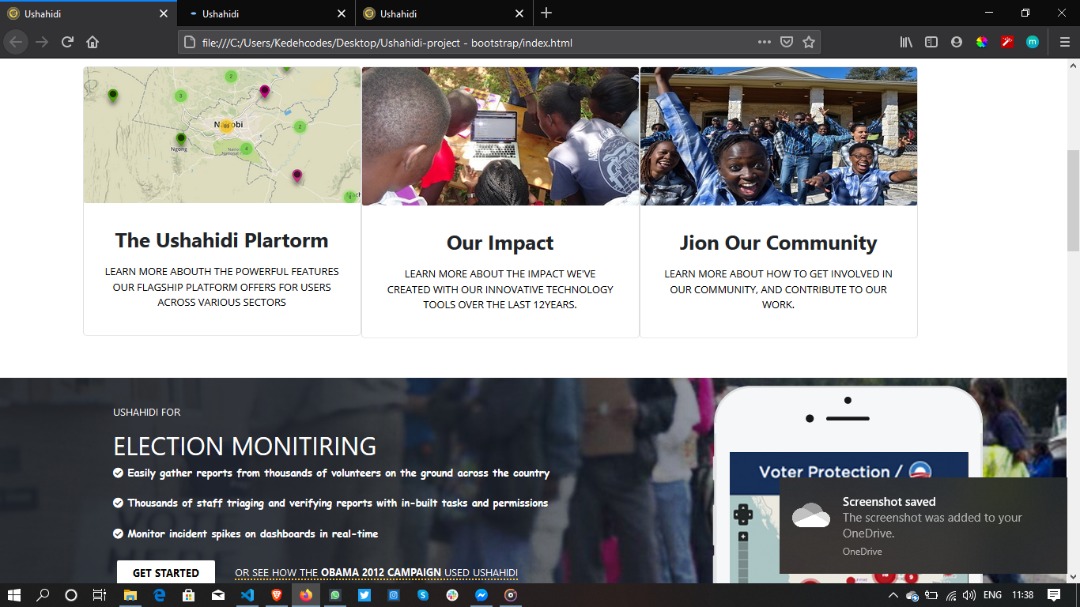 Ushahidi
Ushahidi
Ushahidi
file:///C:/Users/Kedehcodes/Desktop/Ushahidi-project - bootstrap/index.html
Nairobi
Ngong
The Ushahidi Plartorm
LEARN MORE ABOUTH THE POWERFUL FEATURES
OUR FLAGSHIP PLATFORM OFFERS FOR USERS
ACROSS VARIOUS SECTORS
Our Impact
LEARN MORE ABOUT THE IMPACT WE'VE
CREATED WITH OUR INNOVATIVE TECHNOLOGY
TOOLS OVER THE LAST 12YEARS.
Jion Our Community
LEARN MORE ABOUT HOW TO GET INVOLVED IN
OUR COMMUNITY, AND CONTRIBUTE TO OUR
WORK.
USHAHIDI FOR
ELECTION MONITIRING
Easily gather reports from thousands of volunteers on the ground across the country
Thousands of staff triaging and verifying reports with in-built tasks and permissions
Monitor incident spikes on dashboards in real-time
GET STARTED
OR SEE HOW THE OBAMA 2012 CAMPAIGN USED USHAHIDI
Voter Protection /
Screenshot saved
The screenshot was added to your
OneDrive.
OneDrive
ENG
11:38